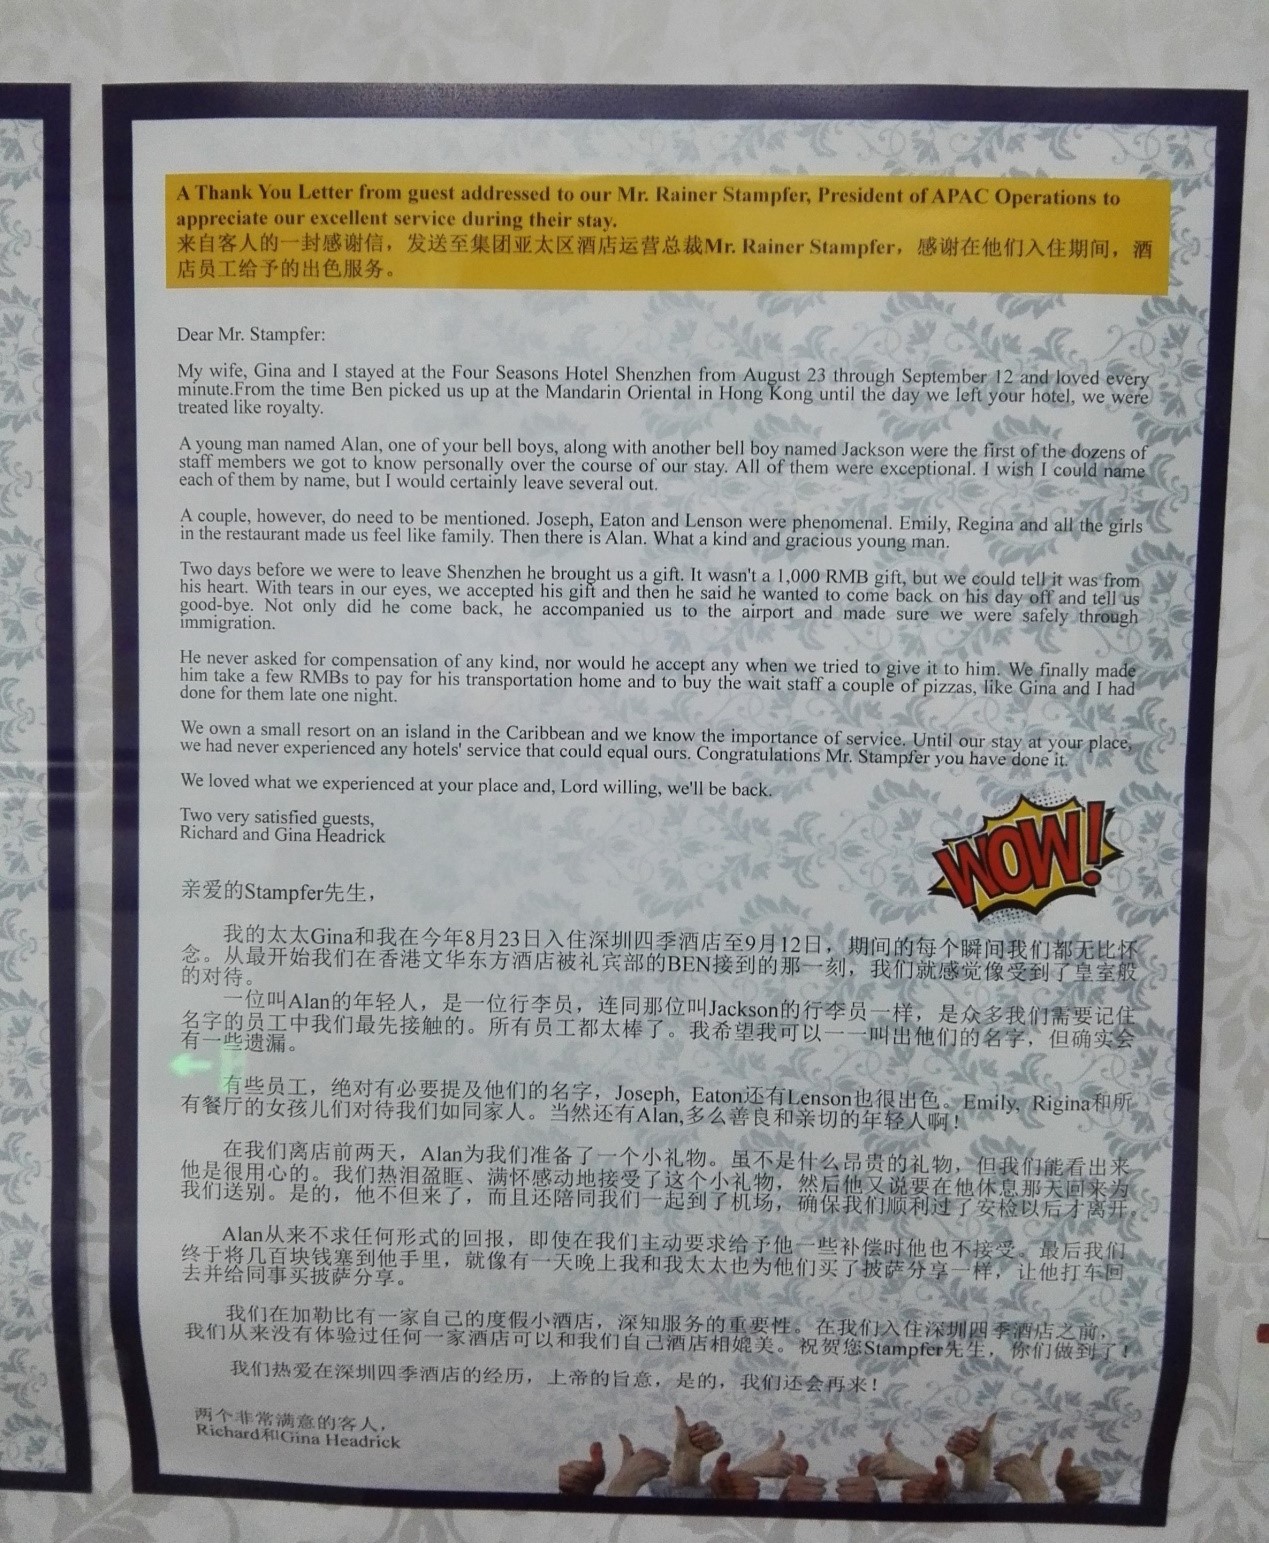 A Thank You Letter from guest addressed to our Mr. Rainer Stampfer, President of APAC Operations to
appreciate our excellent service during their stay.
来自客人的一封感谢信，发送至集团亚太区酒店运营总裁Mr. Rainer Stampfer，感谢在他们入住期间，酒
店员工给予的出色服务。
Dear Mr. Stampfer:
My wife, Gina and I stayed at the Four Seasons Hotel Shenzhen from August 23 through September 12 and loved every
minute.From the time Ben picked us up at the Mandarin Oriental in Hong Kong until the day we left your hotel, we were
treated like royalty.
A young man named Alan, one of your bell boys, along with another bell boy named Jackson were the first of the dozens of
staff members we got to know personally over the course of our stay. All of them were exceptional. I wish I could name
each of them by name, but I would certainly leave several out.
A couple, however, do need to be mentioned. Joseph, Eaton and Lenson were phenomenal. Emily, Regina and all the girls
in the restaurant made us feel like family. Then there is Alan. What a kind and gracious young man.
Two days before we were to leave Shenzhen he brought us a gift. It wasn't a 1,000 RMB gift, but we could tell it was from
his heart. With tears in our eyes, we accepted his gift and then he said he wanted to come back on his day off and tell us
good-bye. Not only did he come back, he accompanied us to the airport and made sure we were safely through
immigration.
He never asked for compensation of any kind, nor would he accept any when we tried to give it to him. We finally made
him take a few RMBs to pay for his transportation home and to buy the wait staff a couple of pizzas, like Gina and I had
done for them late one night.
We own a small resort on an island in the Caribbean and we know the importance of service. Until our stay at your place,
we had never experienced any hotels' service that could equal ours. Congratulations Mr. Stampfer you have done it.
We loved what we experienced at your place and, Lord willing, we'll be back.
Two very satisfied guests,
Richard and Gina Headrick
WOW!
亲爱的Stampfer先生，
我的太太Gina和我在今年8月23日入住深圳四季酒店至9月12日，期间的每个瞬间我们都无比怀
念。从最开始我们在香港文华东方酒店被礼宾部的BEN接到的那一刻，我们就感觉像受到了皇室般
的对待。
一位叫Alan的年轻人，是一位行李员，连同那位叫Jackson的行李员一样，是众多我们需要记住
名字的员工中我们最先接触的。所有员工都太棒了。我希望我可以一一叫出他们的名字，但确实会
有一些遗漏。
有些员工，绝对有必要提及他们的名字，Joseph, Eaton还有Lenson也很出色。Emily, Rigina和所
有餐厅的女孩儿们对待我们如同家人。当然还有Alan,多么善良和亲切的年轻人啊！
在我们离店前两天，Alan为我们准备了一个小礼物。虽不是什么昂贵的礼物，但我们能看出来
他是很用心的。我们热泪盈眶、满怀感动地接受了这个小礼物，然后他又说要在他休息那天回来为
我们送别。是的，他不但来了，而且还陪同我们一起到了机场，确保我们顺利过了安检以后才离开。
Alan从来不求任何形式的回报，即使在我们主动要求给予他一些补偿时他也不接受。最后我们
终于将几百块钱塞到他手里，就像有一天晚上我和我太太也为他们买了披萨分享一样，让他打车回
去并给同事买披萨分享。
我们在加勒比有一家自己的度假小酒店，深知服务的重要性。在我们入住深圳四季酒店之前，
我们从来没有体验过任何一家酒店可以和我们自己酒店相媲美。祝贺您Stampfer先生，你们做到了！
我们热爱在深圳四季酒店的经历，上帝的旨意，是的，我们还会再来！
两个非常满意的客人，
Richard和Gina Headrick